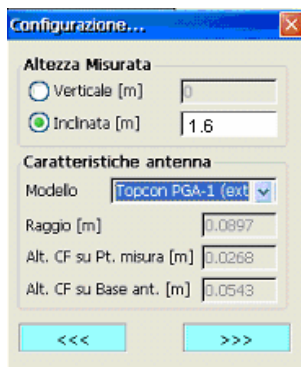 Configurazione...
Altezza Misurata
Verticale [m] 0
Inclinata [m] 1.6
Caratteristiche antenna
Modello Topcon PGA-1 (ext
Raggio [m] 0.0897
Alt. CF su Pt. misura [m] 0.0268
Alt. CF su Base ant. [m] 0.0543
<<< >>>